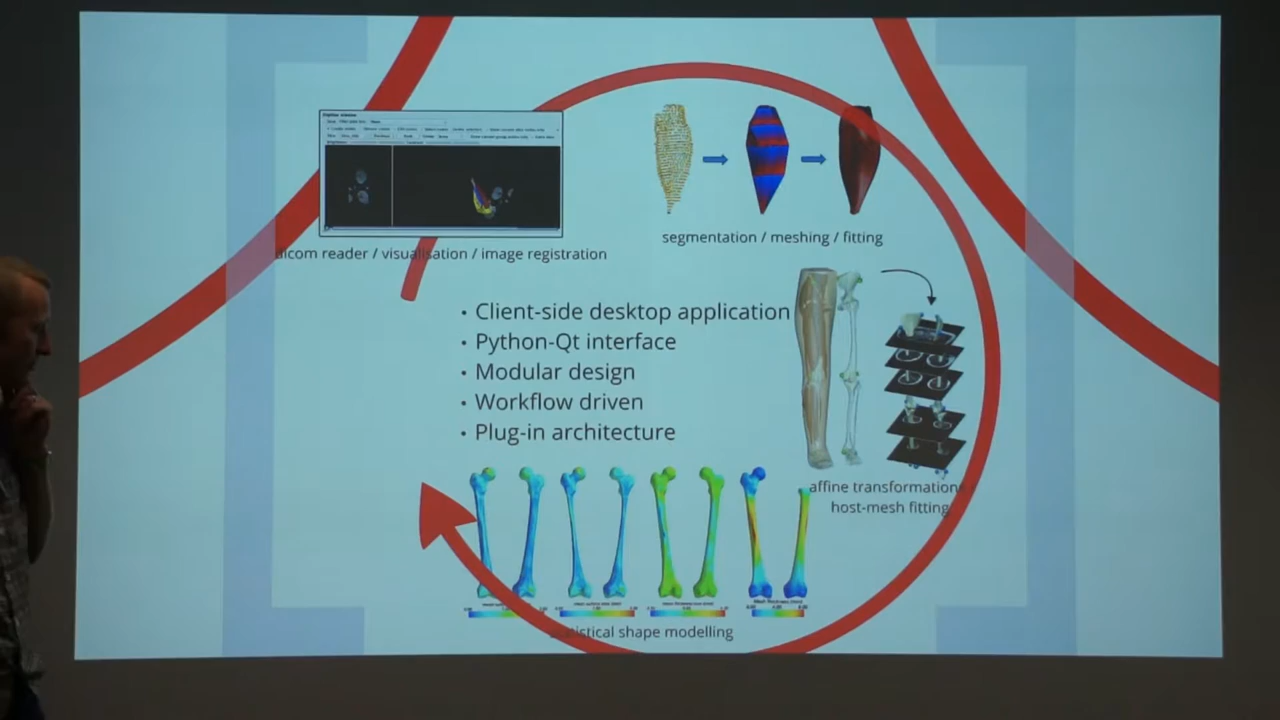 dicom reader / visualisation / image registration
segmentation / meshing / fitting
• Client-side desktop application
• Python-Qt interface
• Modular design
• Workflow driven
• Plug-in architecture
affine transformation
host-mesh fitting
statistical shape modelling